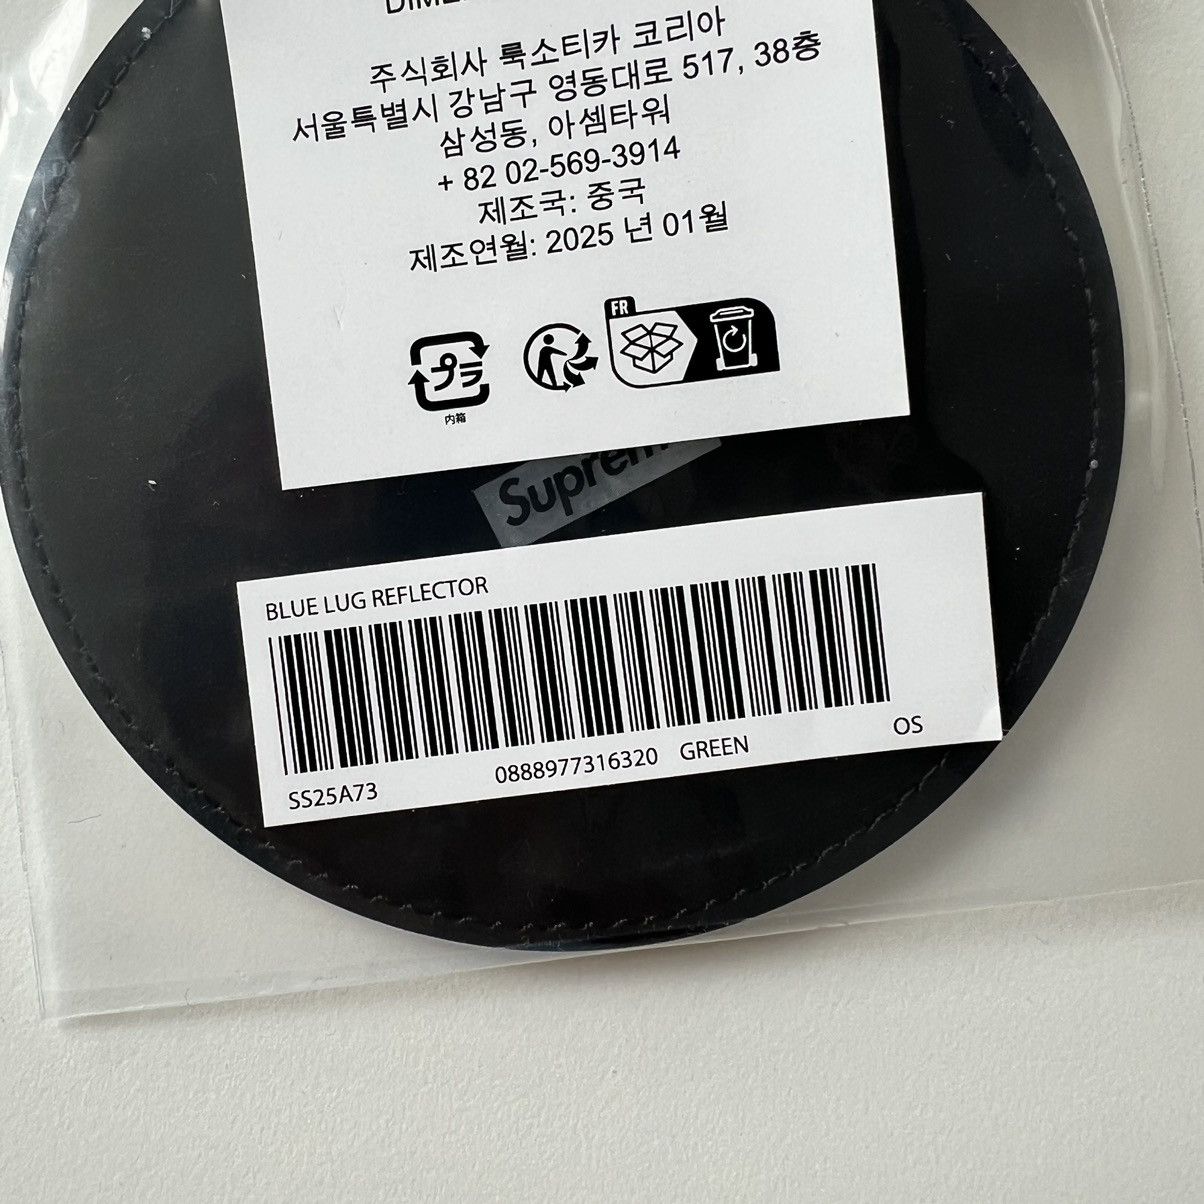 주식회사 룩소티카 코리아
서울특별시 강남구 영동대로 517, 38층
삼성동, 아셈타워
+ 82 02-569-3914
제조국: 중국
제조연월: 2025 년 01월
プラ
内箱
FR
BLUE LUG REFLECTOR
SS25A73 0888977316320 GREEN OS